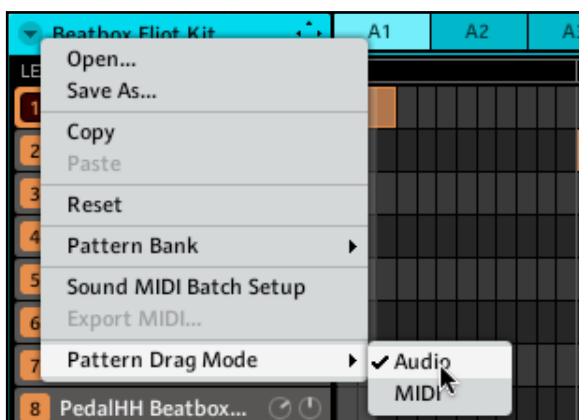 Beatbox Eliot Kit
A1 A2
LE
Open...
Save As...
1
Copy
2
Paste
3
Reset
4
Pattern Bank
5
Sound MIDI Batch Setup
6
Export MIDI...
7
Pattern Drag Mode
Audio
MIDI
8 PedalHH Beatbox...